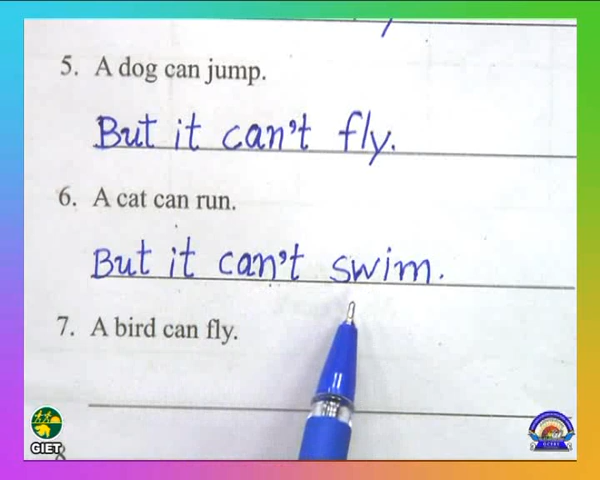 5. A dog can jump.
But it can't fly.
6. A cat can run.
But it can't swim.
7. A bird can fly.
GIET